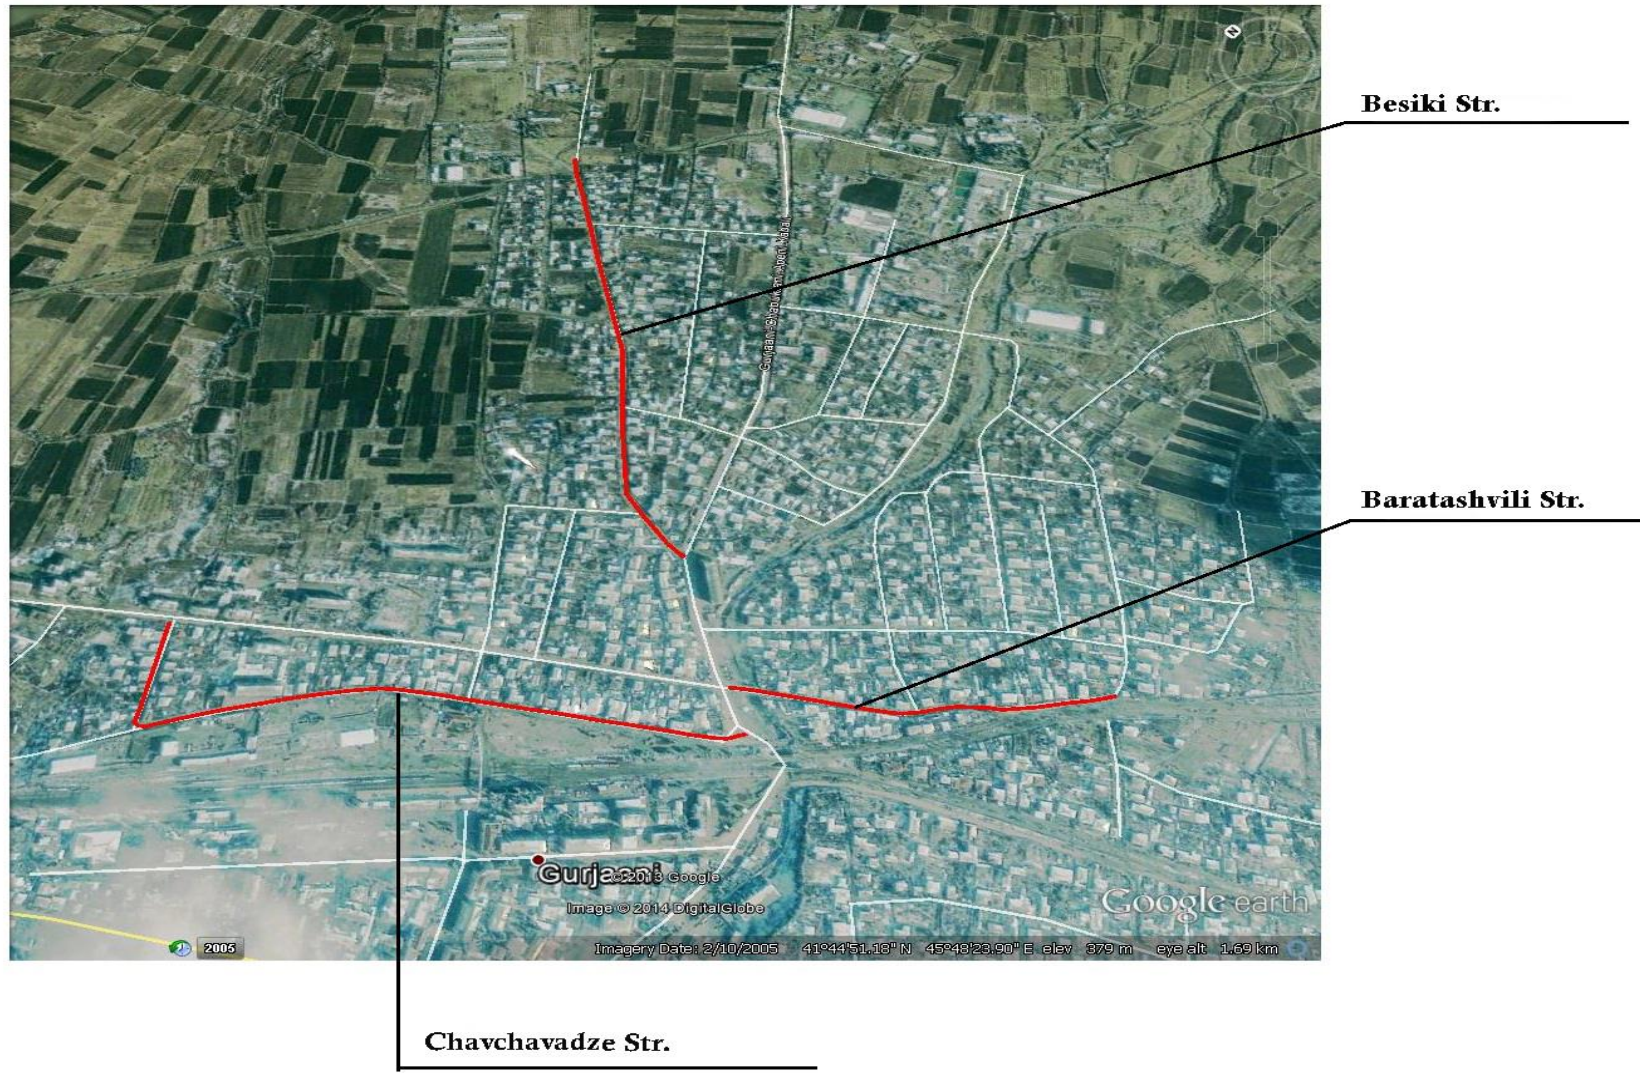 Besiki Str.
Baratashvili Str.
Gurjaani
© 2013 Google
Image © 2014 DigitalGlobe
Google earth
2005
Imagery Date: 2/10/2005 41°44'51.18" N 45°48'23.90" E elev 379 m eye alt 1.69 km
Chavchavadze Str.
N